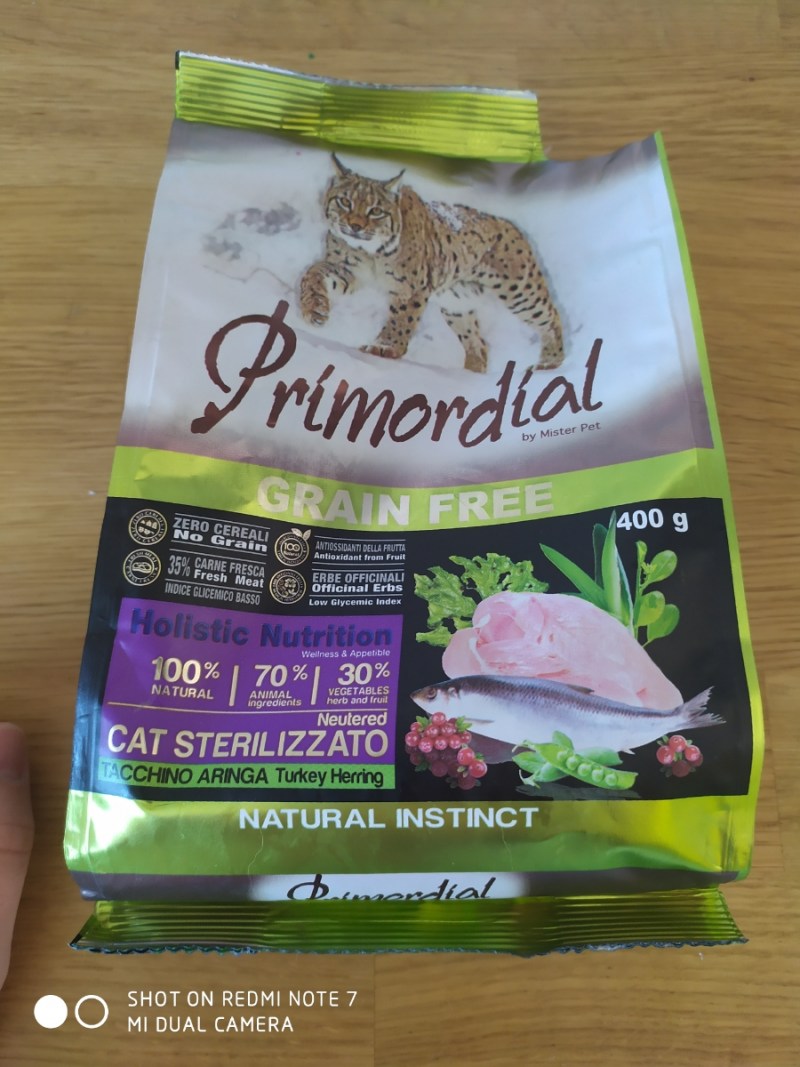 Primordial
by Mister Pet
GRAIN FREE
400 g
ZERO CEREALI
No Grain
100%
ANTIOSSIDANTI DELLA FRUTTA
Antioxidant from Fruit
35% CARNE FRESCA
Fresh Meat
INDICE GLICEMICO BASSO
ERBE OFFICINALI
Officinal Erbs
Low Glycemic Index
Holistic Nutrition
Wellness & Appetible
100% NATURAL
70% ANIMAL ingredients
30% VEGETABLES herb and fruit
Neutered
CAT STERILIZZATO
TACCHINO ARINGA Turkey Herring
NATURAL INSTINCT
Primordial
SHOT ON REDMI NOTE 7
MI DUAL CAMERA